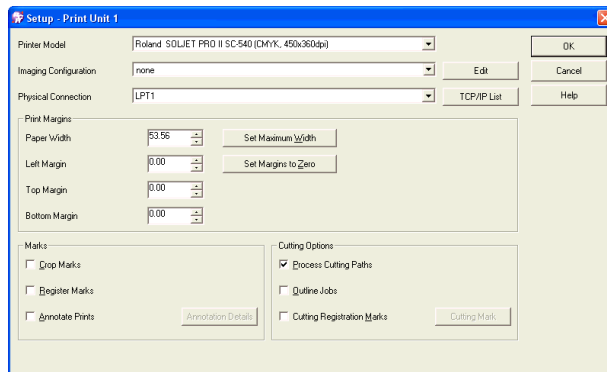 Setup - Print Unit 1
Printer Model Roland SOLJET PRO II SC-540 (CMYK, 450x360dpi) OK
Imaging Configuration none Edit Cancel
Physical Connection LPT1 TCP/IP List Help
Print Margins
Paper Width 53.56 Set Maximum Width
Left Margin 0.00 Set Margins to Zero
Top Margin 0.00
Bottom Margin 0.00
Marks Cutting Options
Crop Marks Process Cutting Paths
Register Marks Outline Jobs
Annotate Prints Annotation Details Cutting Registration Marks Cutting Mark